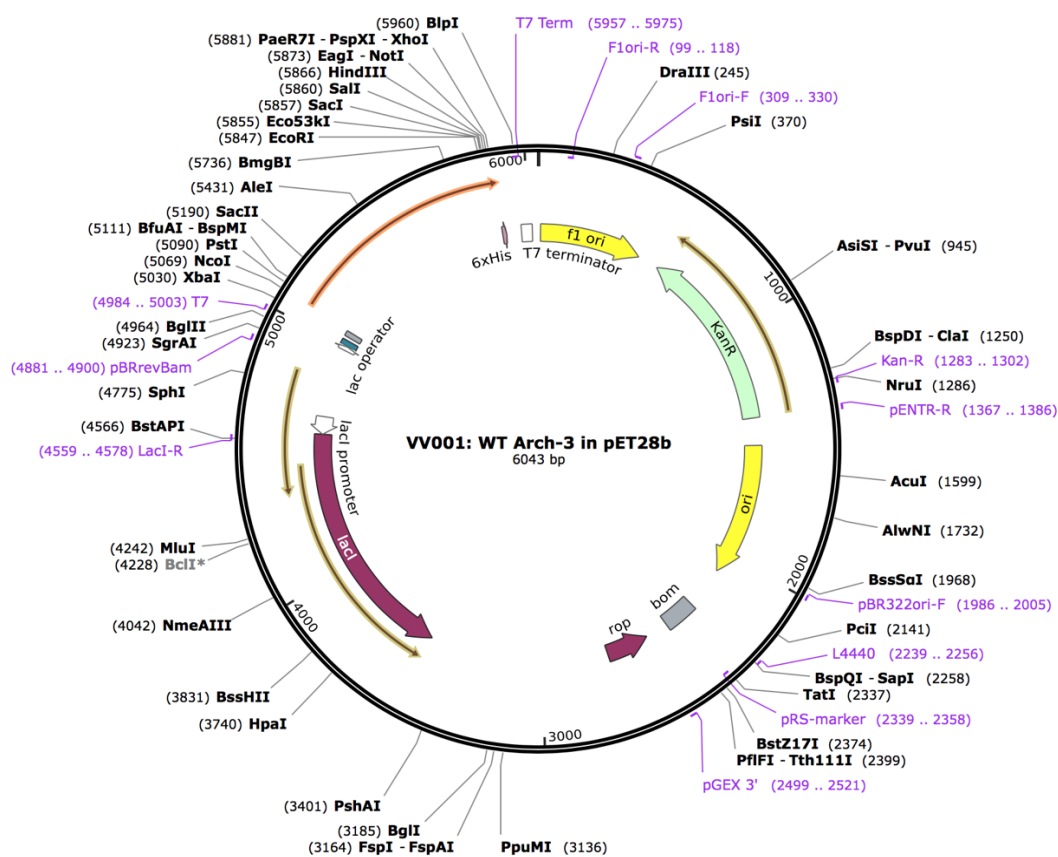 (5960) BlpI
(5881) PaeR7I - PspXI - XhoI
(5873) EagI - NotI
(5866) HindIII
(5860) SalI
(5857) SacI
(5855) Eco53kI
(5847) EcoRI
(5736) BmgBI
(5431) AleI
(5190) SacII
(5111) BfuAI - BspMI
(5090) PstI
(5069) NcoI
(5030) XbaI
(4984 .. 5003) T7
(4964) BglII
(4923) SgrAI
(4881 .. 4900) pBRrevBam
(4775) SphI
(4566) BstAPI
(4559 .. 4578) LacI-R
(4242) MluI
(4228) BclI*
(4042) NmeAIII
(3831) BssHII
(3740) HpaI
(3401) PshAI
(3185) BglI
(3164) FspI - FspAI
PpuMI (3136)
T7 Term (5957 .. 5975)
F1ori-R (99 .. 118)
DraIII (245)
F1ori-F (309 .. 330)
PsiI (370)
AsiSI - PvuI (945)
BspDI - ClaI (1250)
Kan-R (1283 .. 1302)
NruI (1286)
pENTR-R (1367 .. 1386)
AcuI (1599)
AlwNI (1732)
BssSαI (1968)
pBR322ori-F (1986 .. 2005)
PciI (2141)
L4440 (2239 .. 2256)
BspQI - SapI (2258)
TatI (2337)
pRS-marker (2339 .. 2358)
BstZ17I (2374)
PflFI - Tth111I (2399)
pGEX 3' (2499 .. 2521)
6000
1000
2000
3000
4000
5000
f1 ori
6xHis
T7 terminator
KanR
lac operator
lacI promoter
lacI
ori
bom
rop
VV001: WT Arch-3 in pET28b
6043 bp